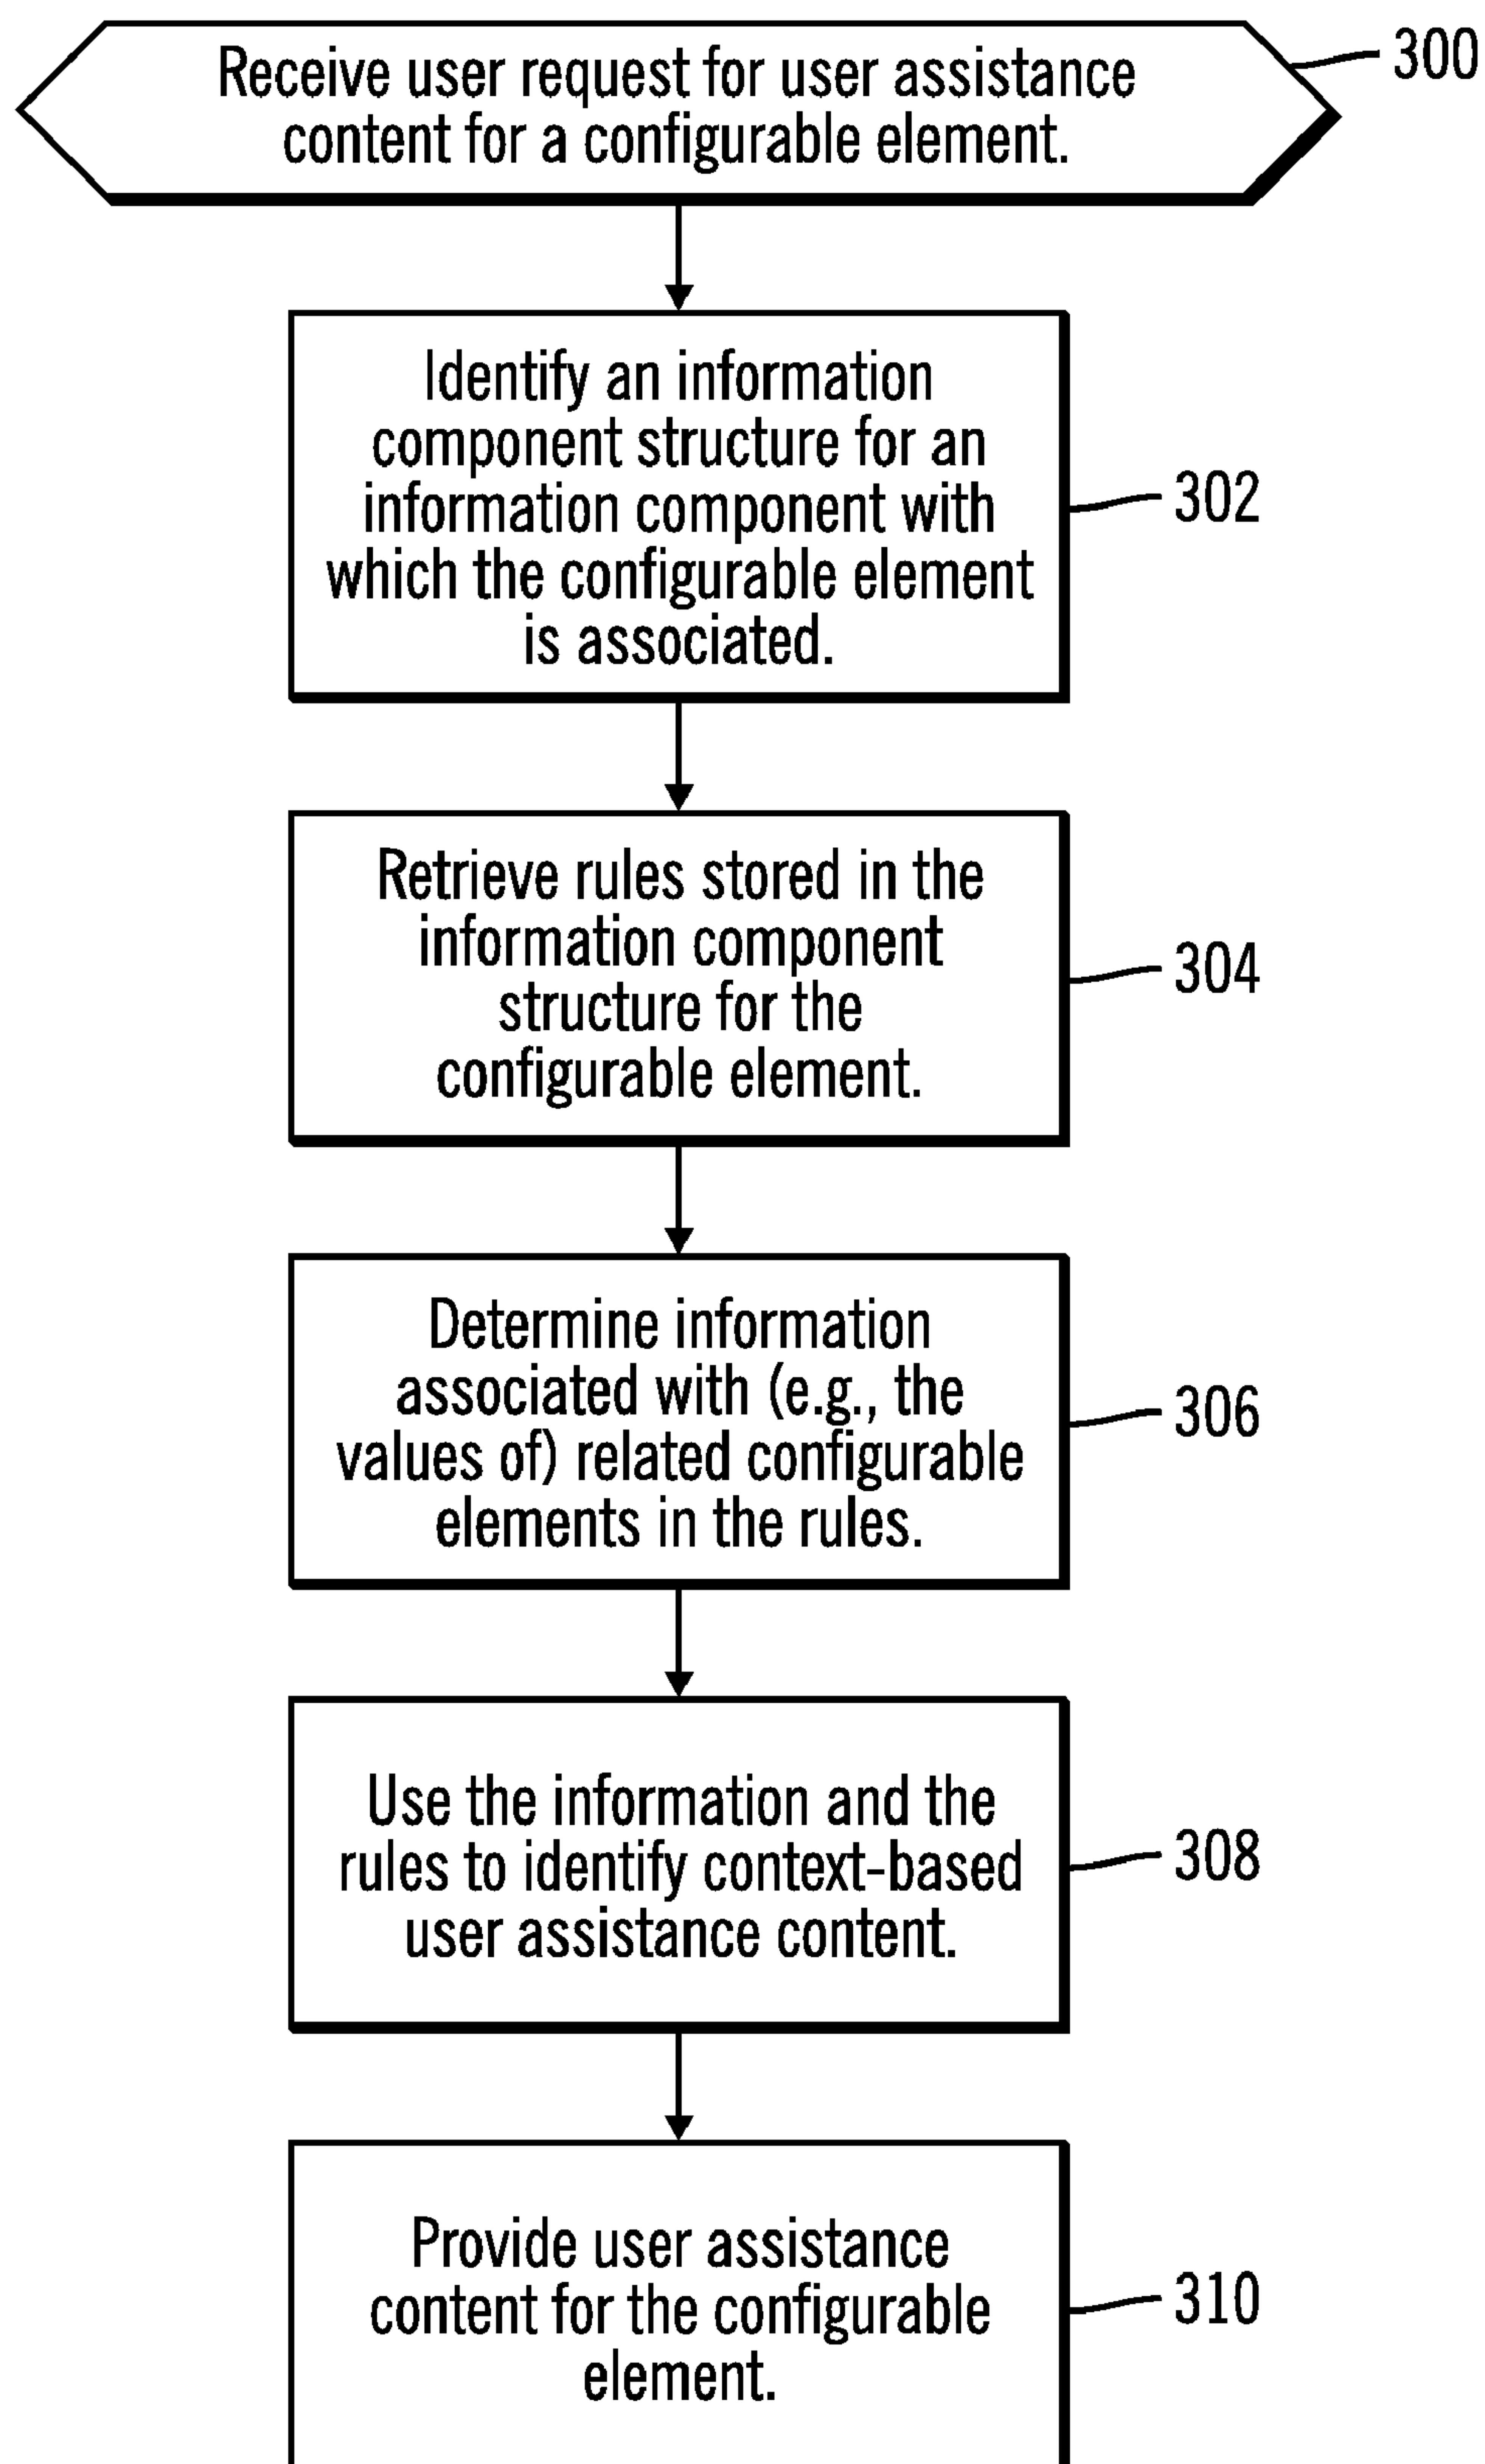 Receive user request for user assistance
content for a configurable element.
300
Identify an information
component structure for an
information component with
which the configurable element
is associated.
302
Retrieve rules stored in the
information component
structure for the
configurable element.
304
Determine information
associated with (e.g., the
values of) related configurable
elements in the rules.
306
Use the information and the
rules to identify context-based
user assistance content.
308
Provide user assistance
content for the configurable
element.
310